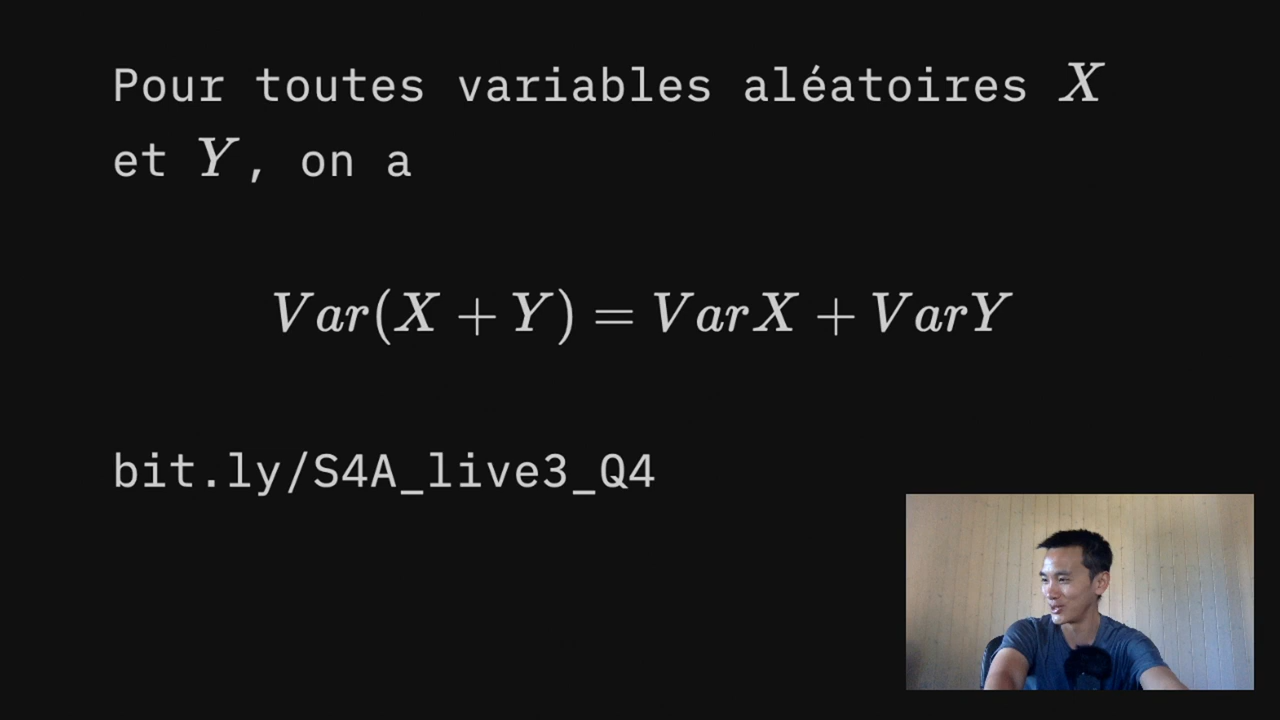 Pour toutes variables aléatoires X
et Y, on a
Var(X + Y) = VarX + VarY
bit.ly/S4A_live3_Q4